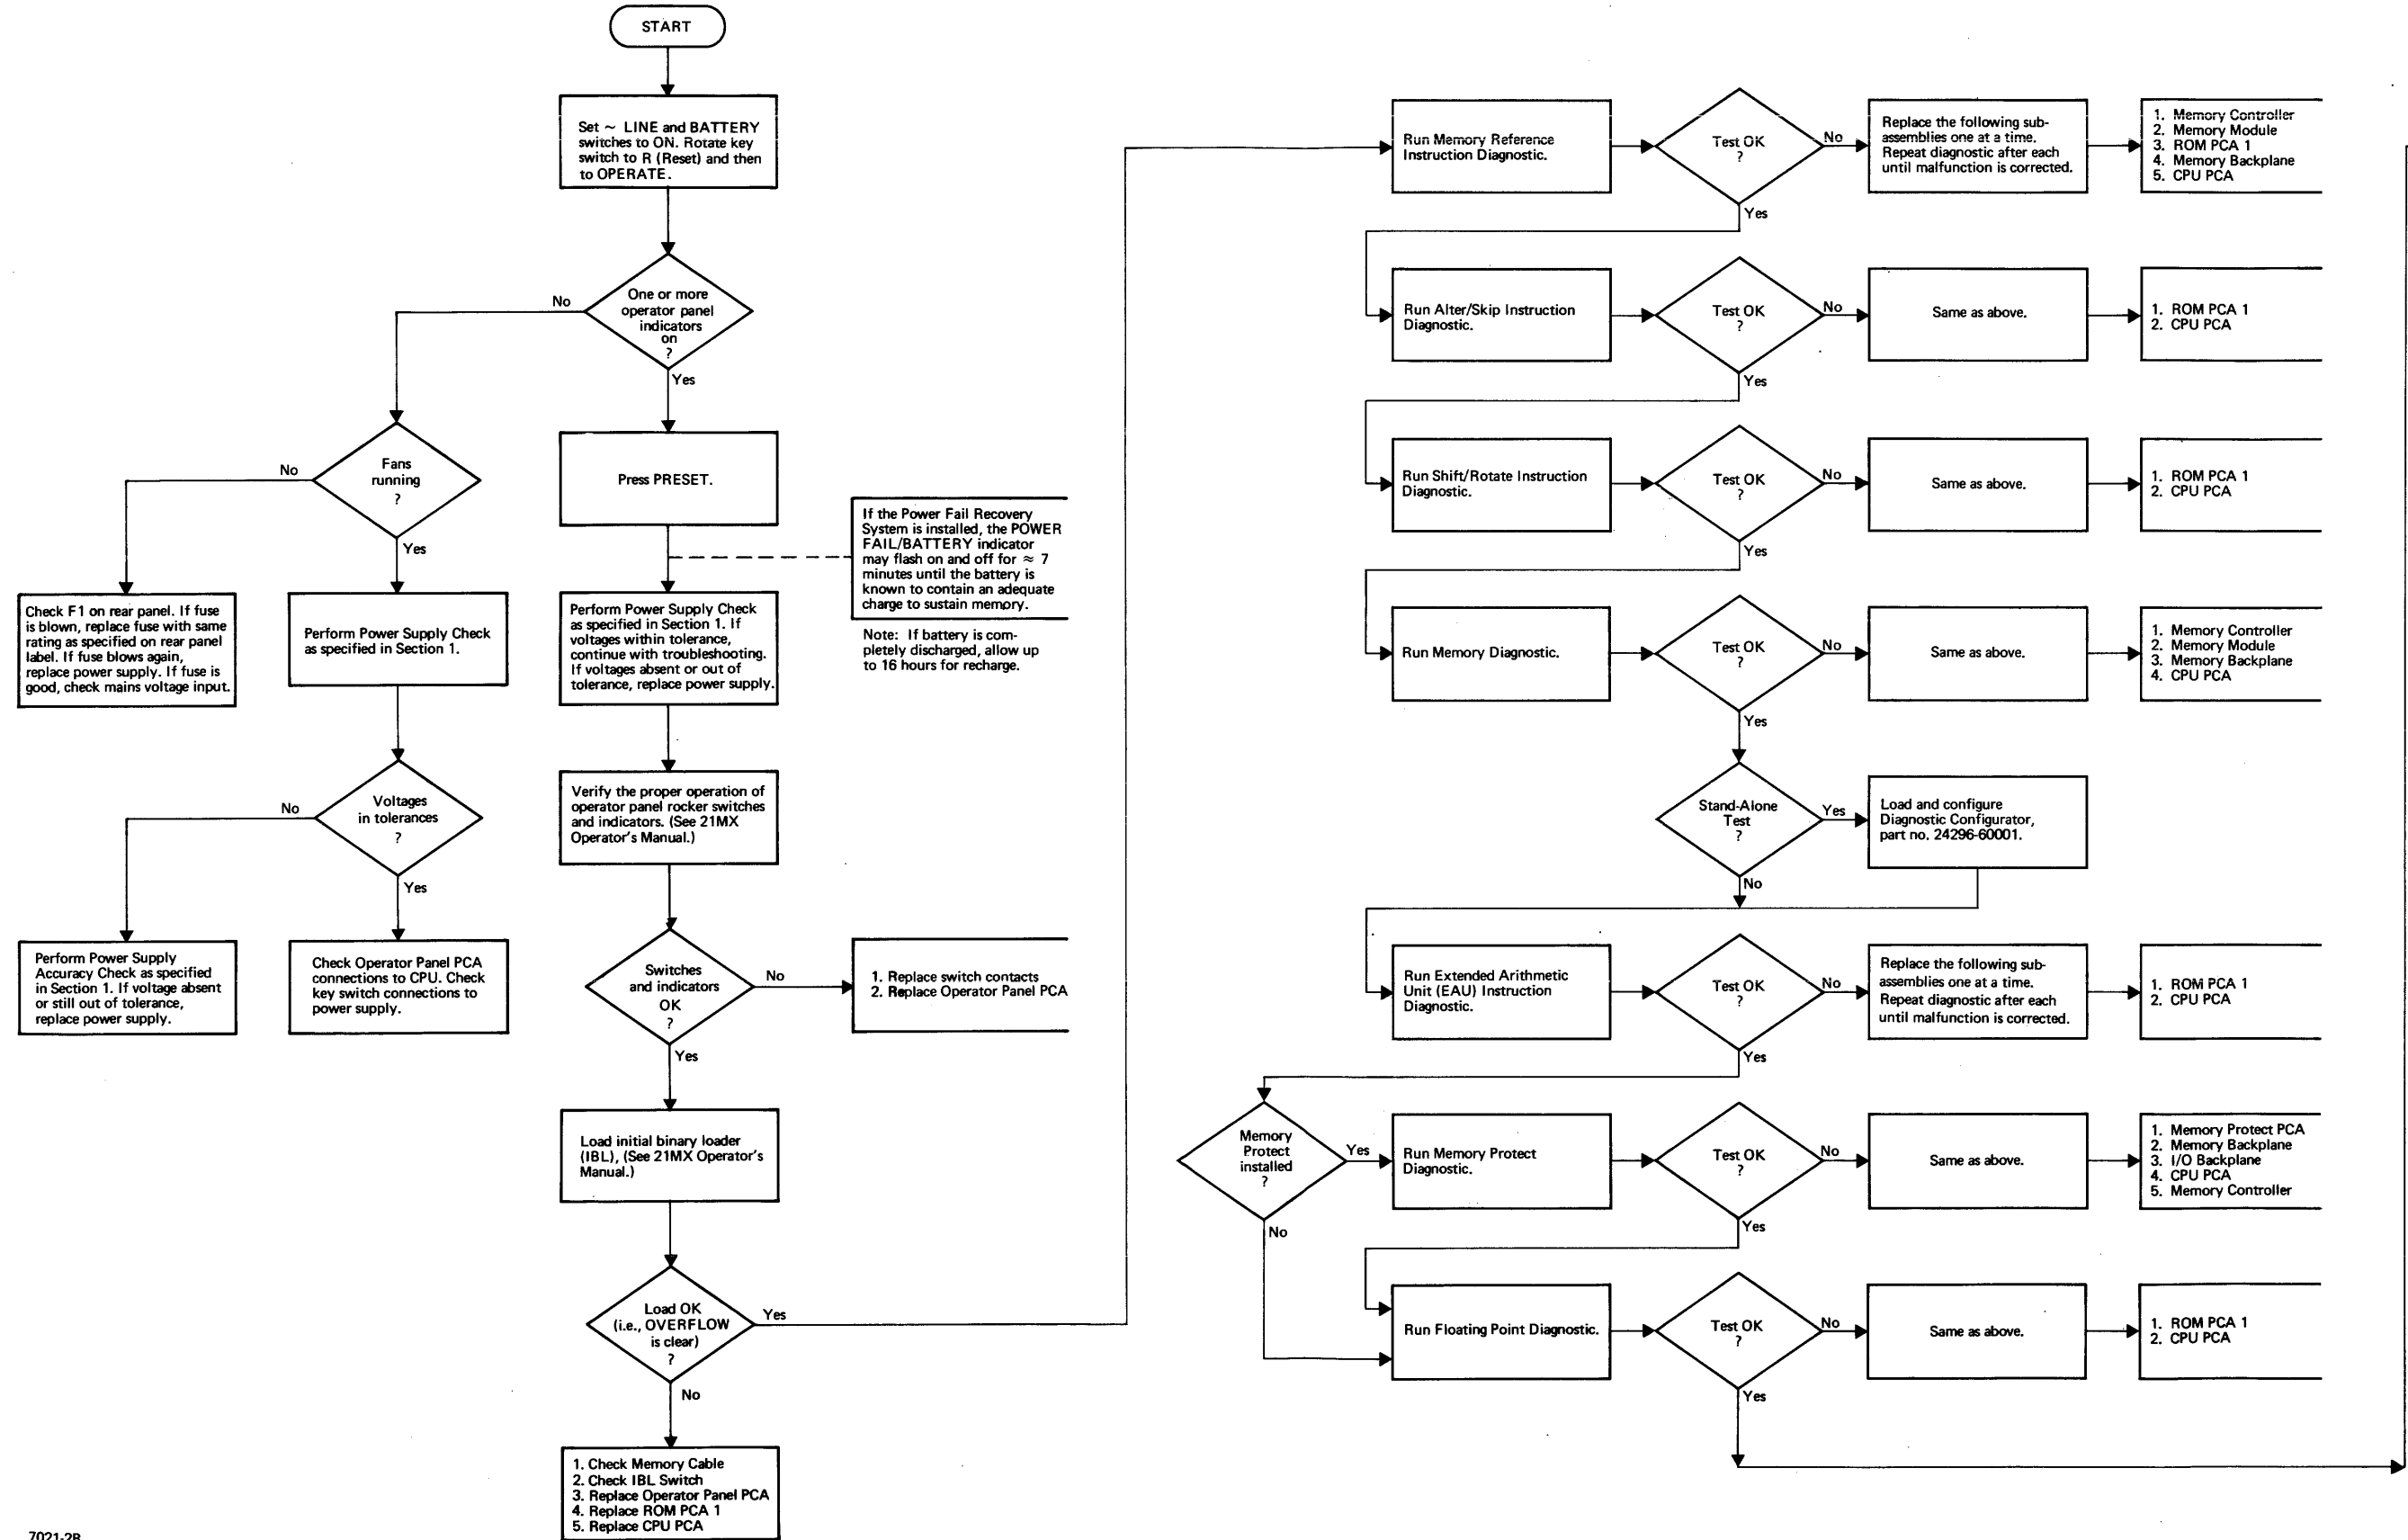 START
Set ~ LINE and BATTERY
switches to ON. Rotate key
switch to R (Reset) and then
to OPERATE.
One or more
operator panel
indicators
on
?
No
Yes
Fans
running
?
No
Yes
Press PRESET.
If the Power Fail Recovery
System is installed, the POWER
FAIL/BATTERY indicator
may flash on and off for ≈ 7
minutes until the battery is
known to contain an adequate
charge to sustain memory.
Note: If battery is com-
pletely discharged, allow up
to 16 hours for recharge.
Check F1 on rear panel. If fuse
is blown, replace fuse with same
rating as specified on rear panel
label. If fuse blows again,
replace power supply. If fuse is
good, check mains voltage input.
Perform Power Supply Check
as specified in Section 1.
Perform Power Supply Check
as specified in Section 1. If
voltages within tolerance,
continue with troubleshooting.
If voltages absent or out of
tolerance, replace power supply.
Voltages
in tolerances
?
No
Yes
Verify the proper operation of
operator panel rocker switches
and indicators. (See 21MX
Operator's Manual.)
Perform Power Supply
Accuracy Check as specified
in Section 1. If voltage absent
or still out of tolerance,
replace power supply.
Check Operator Panel PCA
connections to CPU. Check
key switch connections to
power supply.
Switches
and indicators
OK
?
No
Yes
1. Replace switch contacts
2. Replace Operator Panel PCA
Load initial binary loader
(IBL), (See 21MX Operator's
Manual.)
Load OK
(i.e., OVERFLOW
is clear)
?
Yes
No
1. Check Memory Cable
2. Check IBL Switch
3. Replace Operator Panel PCA
4. Replace ROM PCA 1
5. Replace CPU PCA
7021-2B
Run Memory Reference
Instruction Diagnostic.
Test OK
?
No
Yes
Replace the following sub-
assemblies one at a time.
Repeat diagnostic after each
until malfunction is corrected.
1. Memory Controller
2. Memory Module
3. ROM PCA 1
4. Memory Backplane
5. CPU PCA
Run Alter/Skip Instruction
Diagnostic.
Test OK
?
No
Yes
Same as above.
1. ROM PCA 1
2. CPU PCA
Run Shift/Rotate Instruction
Diagnostic.
Test OK
?
No
Yes
Same as above.
1. ROM PCA 1
2. CPU PCA
Run Memory Diagnostic.
Test OK
?
No
Yes
Same as above.
1. Memory Controller
2. Memory Module
3. Memory Backplane
4. CPU PCA
Stand-Alone
Test
?
Yes
No
Load and configure
Diagnostic Configurator,
part no. 24296-60001.
Run Extended Arithmetic
Unit (EAU) Instruction
Diagnostic.
Test OK
?
No
Yes
Replace the following sub-
assemblies one at a time.
Repeat diagnostic after each
until malfunction is corrected.
1. ROM PCA 1
2. CPU PCA
Memory
Protect
installed
?
Yes
No
Run Memory Protect
Diagnostic.
Test OK
?
No
Yes
Same as above.
1. Memory Protect PCA
2. Memory Backplane
3. I/O Backplane
4. CPU PCA
5. Memory Controller
Run Floating Point Diagnostic.
Test OK
?
No
Yes
Same as above.
1. ROM PCA 1
2. CPU PCA